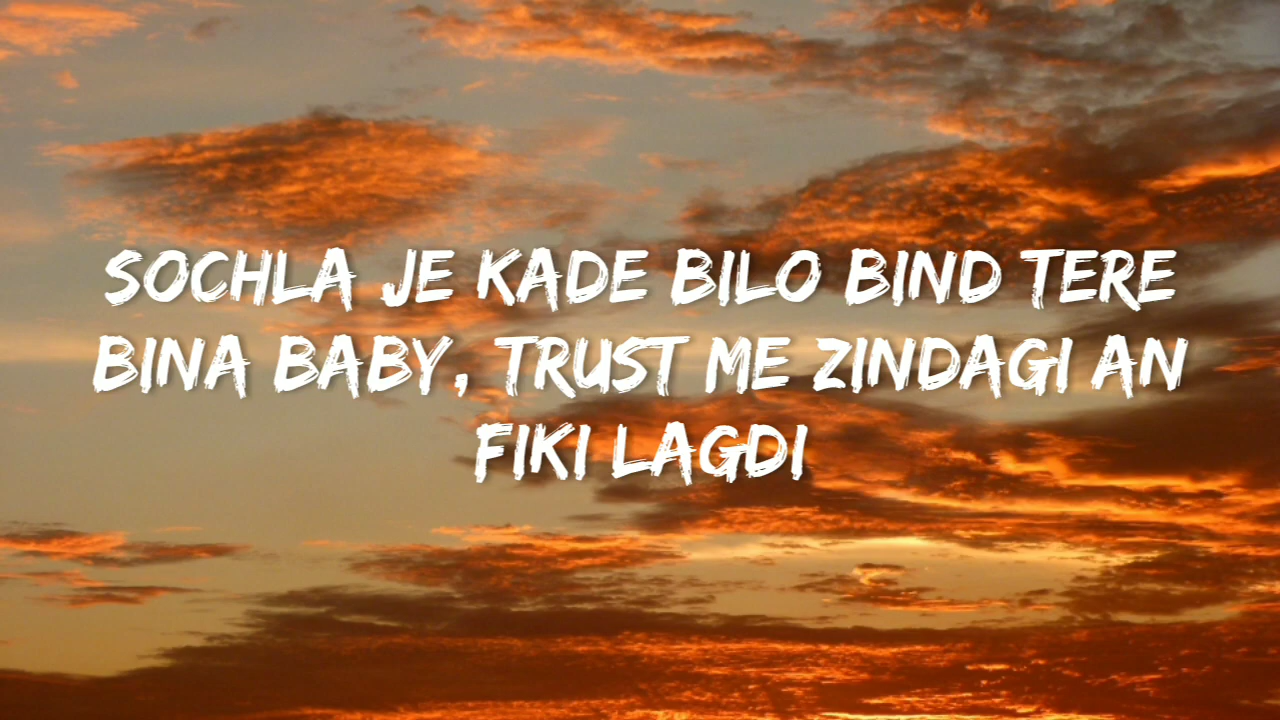 SOCHLA JE KADE BILO BIND TERE
BINA BABY, TRUST ME ZINDAGI AN
FIKI LAGDI